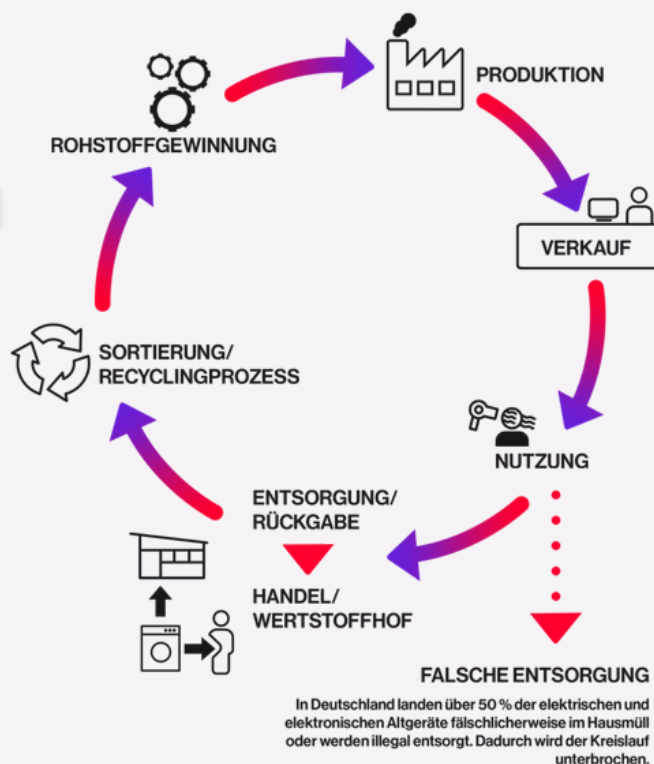 PRODUKTION
ROHSTOFFGEWINNUNG
VERKAUF
SORTIERUNG/
RECYCLINGPROZESS
NUTZUNG
ENTSORGUNG/
RÜCKGABE
HANDEL/
WERTSTOFFHOF
FALSCHE ENTSORGUNG
In Deutschland landen über 50 % der elektrischen und
elektronischen Altgeräte fälschlicherweise im Hausmüll
oder werden illegal entsorgt. Dadurch wird der Kreislauf
unterbrochen.